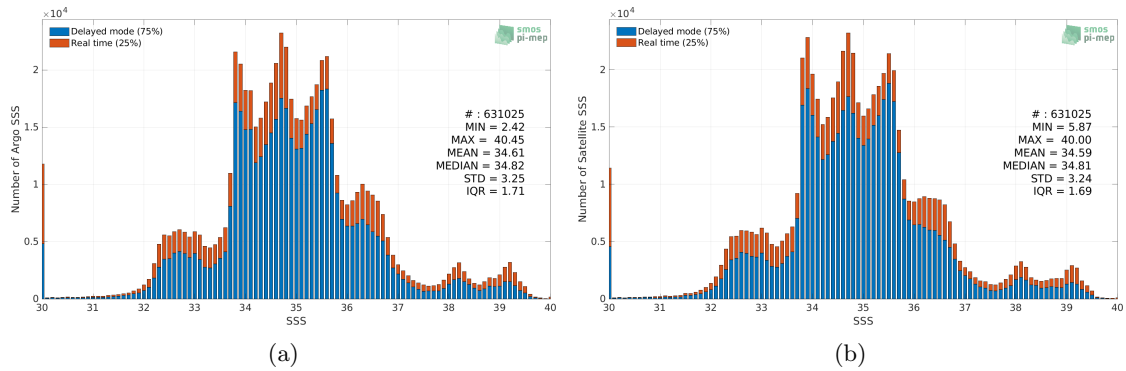 ×10⁴
Delayed mode (75%)
Real time (25%)
smos
pi-mep
# : 631025
MIN = 2.42
MAX = 40.45
MEAN = 34.61
MEDIAN = 34.82
STD = 3.25
IQR = 1.71
Number of Argo SSS
2
1.5
1
0.5
0
30 31 32 33 34 35 36 37 38 39 40
SSS
(a)
×10⁴
Delayed mode (75%)
Real time (25%)
smos
pi-mep
# : 631025
MIN = 5.87
MAX = 40.00
MEAN = 34.59
MEDIAN = 34.81
STD = 3.24
IQR = 1.69
Number of Satellite SSS
2
1.5
1
0.5
0
30 31 32 33 34 35 36 37 38 39 40
SSS
(b)